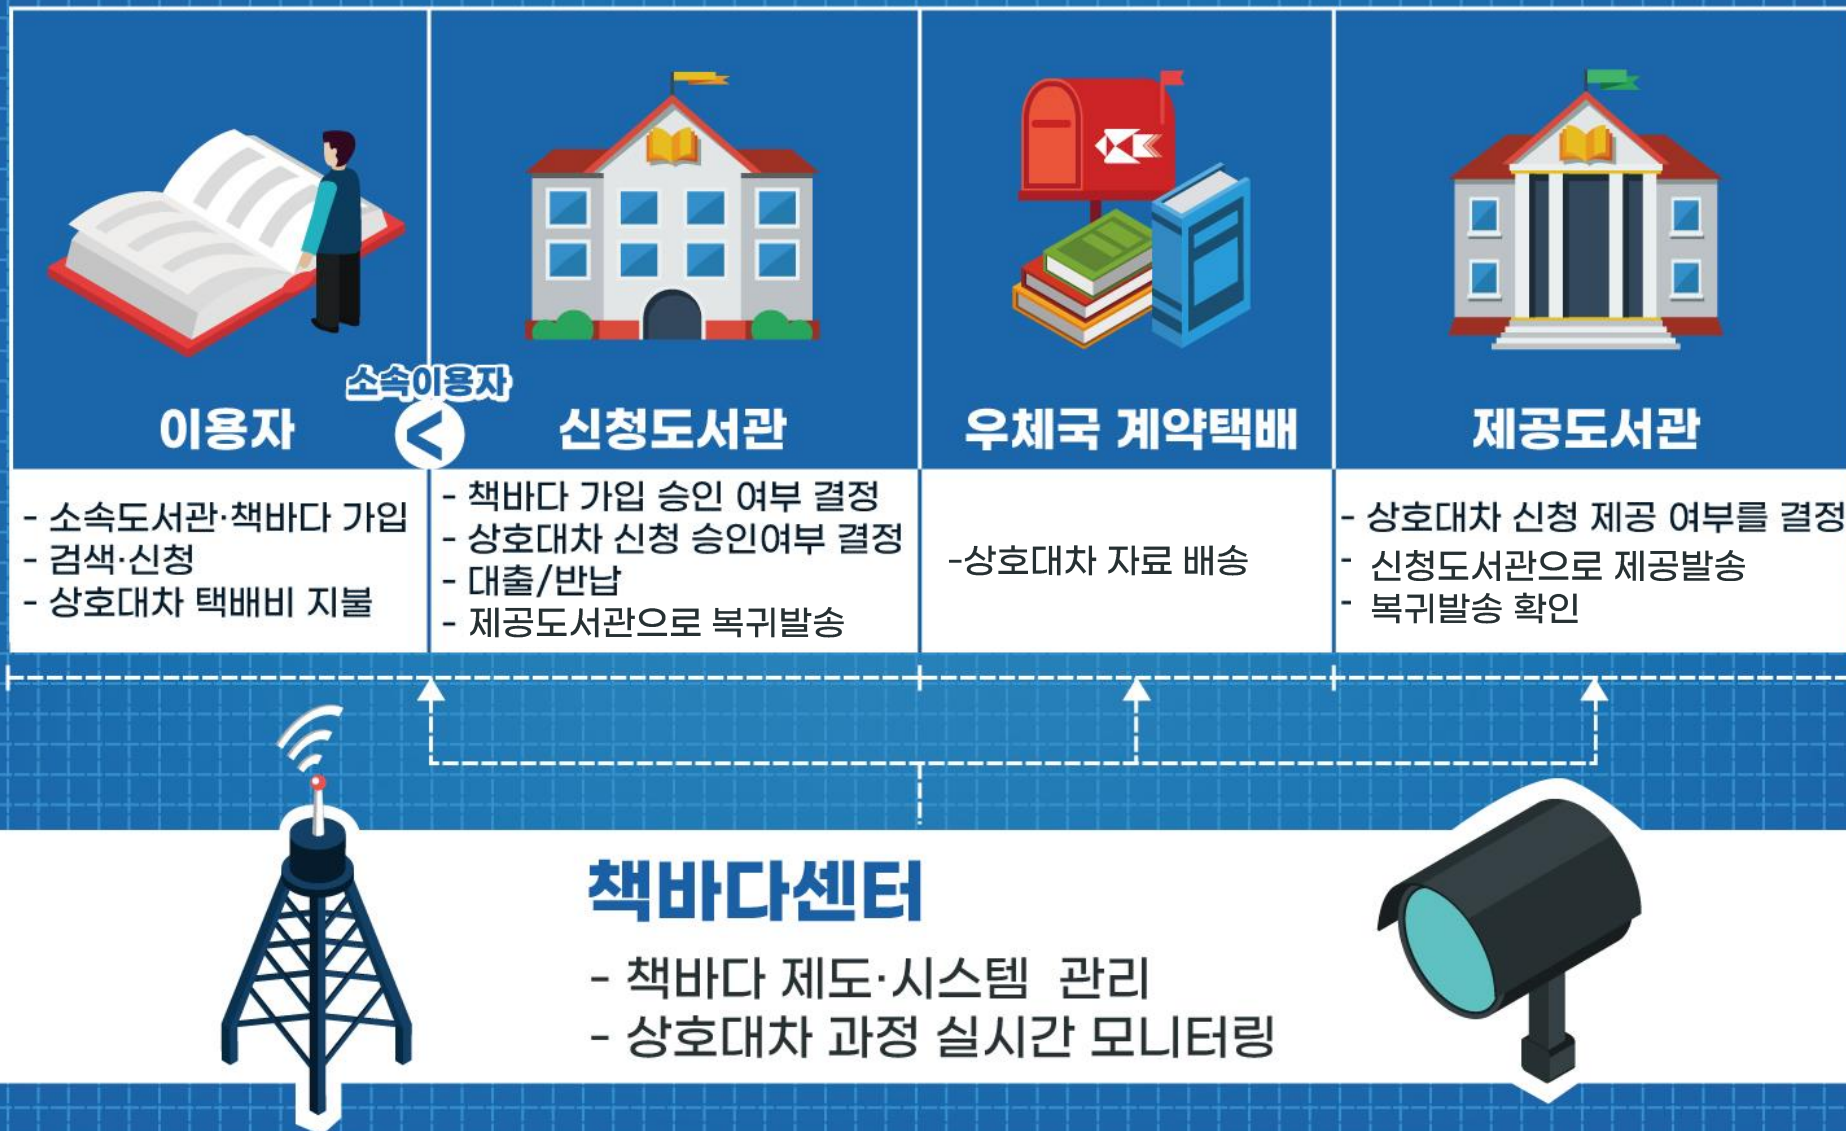 소속이용자
이용자
<
신청도서관
우체국 계약택배
제공도서관
- 소속도서관·책바다 가입
- 검색·신청
- 상호대차 택배비 지불
- 책바다 가입 승인 여부 결정
- 상호대차 신청 승인여부 결정
- 대출/반납
- 제공도서관으로 복귀발송
-상호대차 자료 배송
- 상호대차 신청 제공 여부를 결정
- 신청도서관으로 제공발송
- 복귀발송 확인
책바다센터
- 책바다 제도·시스템 관리
- 상호대차 과정 실시간 모니터링